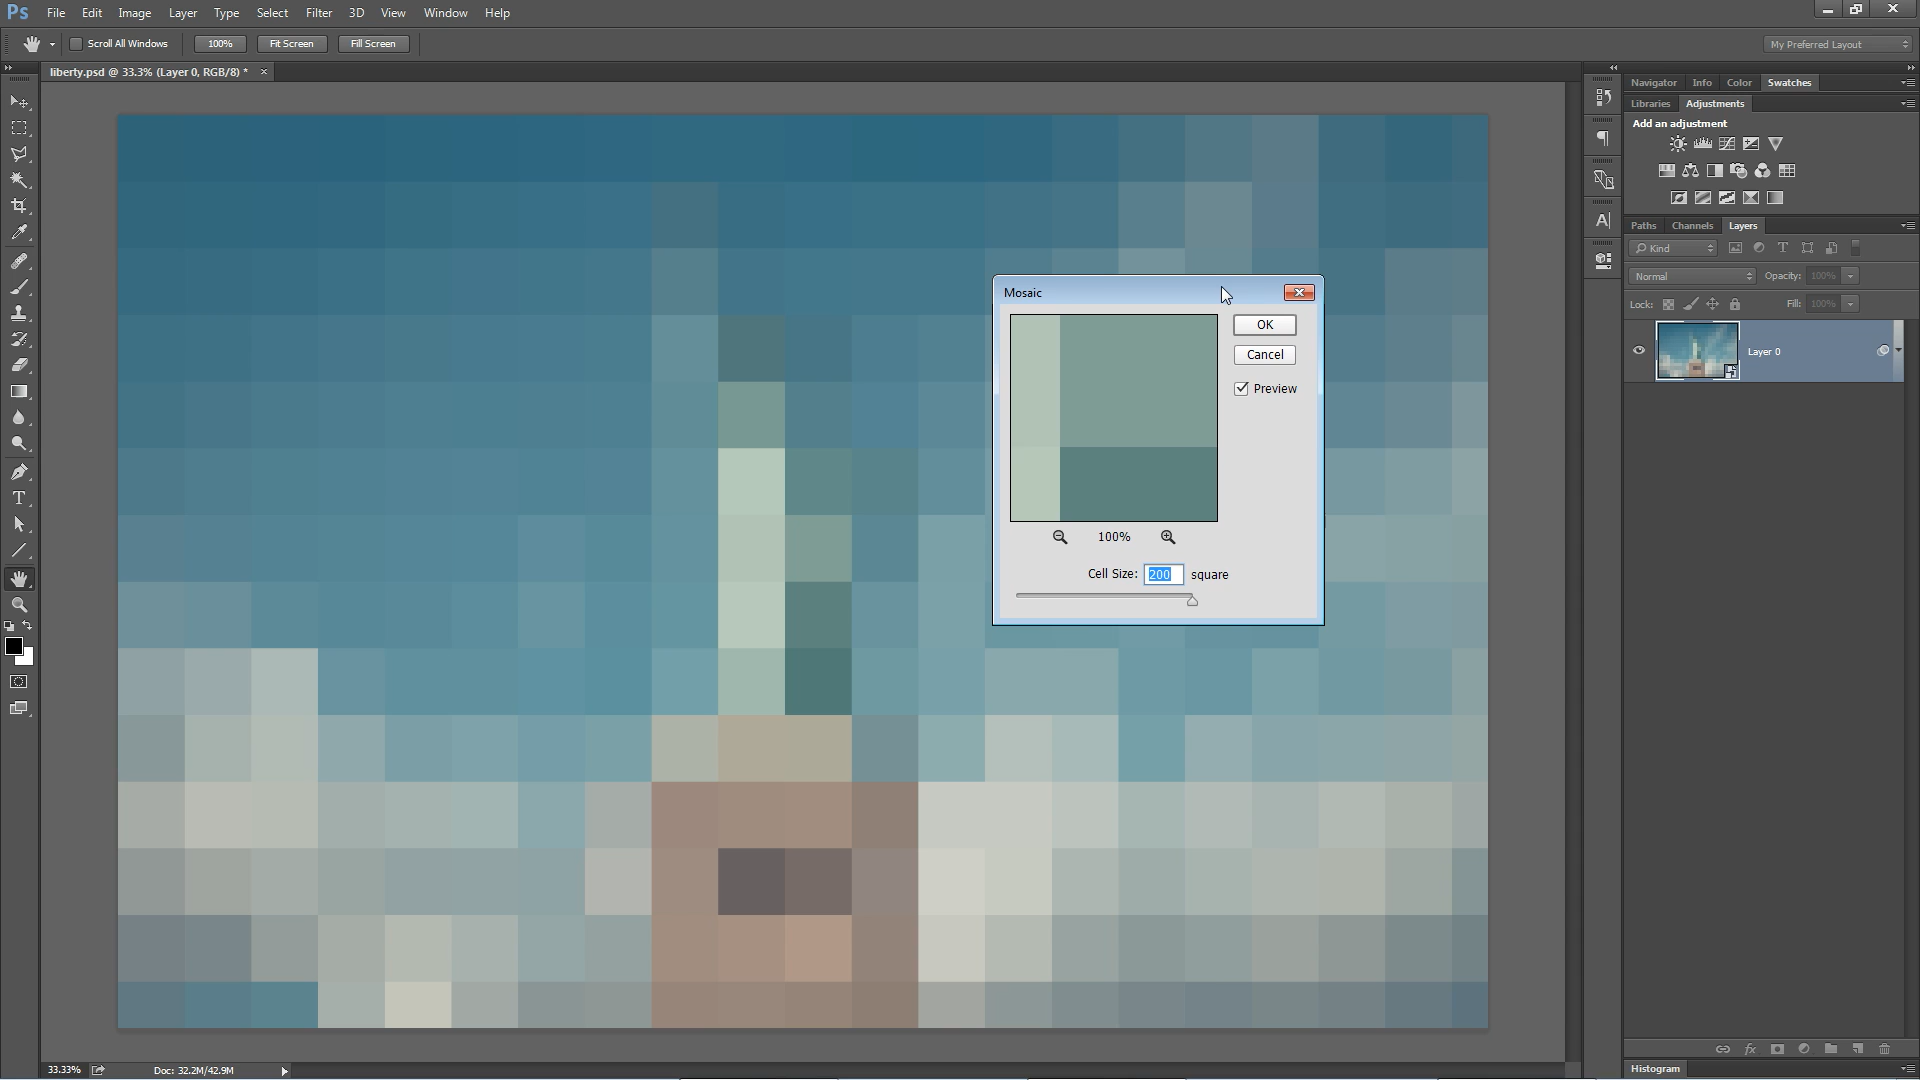 Ps File Edit Image Layer Type Select Filter 3D View Window Help
Scroll All Windows 100% Fit Screen Fill Screen My Preferred Layout
liberty.psd @ 33.3% (Layer 0, RGB/8) * ×
Navigator Info Color Swatches
Libraries Adjustments
Add an adjustment
Paths Channels Layers
Kind T
Normal Opacity: 100%
Lock: Fill: 100%
Layer 0
Mosaic
OK
Cancel
Preview
100%
Cell Size: 200 square
T
A
fx
33.33% Doc: 32.2M/42.9M
Histogram